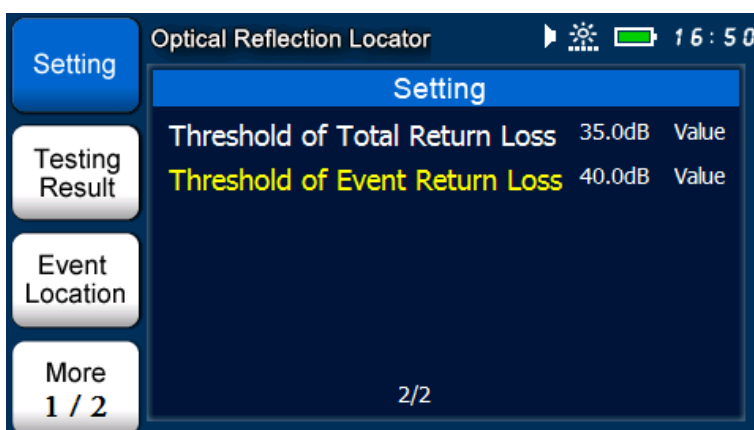 Setting
Testing
Result
Event
Location
More
1 / 2
Optical Reflection Locator 16:50
Setting
Threshold of Total Return Loss 35.0dB Value
Threshold of Event Return Loss 40.0dB Value
2/2